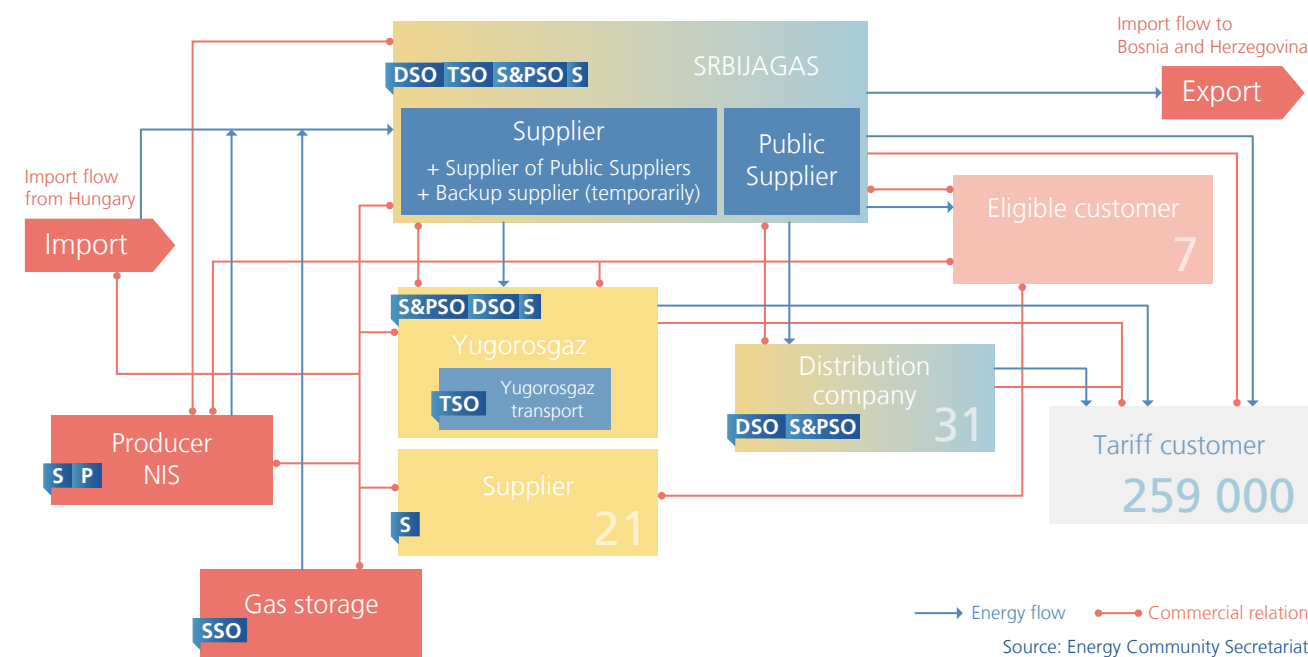 Import flow to
Bosnia and Herzegovina
Export
SRBIJAGAS
DSO TSO S&PSO S
Supplier
+ Supplier of Public Suppliers
+ Backup supplier (temporarily)
Public
Supplier
Import flow
from Hungary
Import
Eligible customer
7
S&PSO DSO S
Yugorosgaz
TSO
Yugorosgaz
transport
Distribution
company
31
DSO S&PSO
Producer
NIS
S P
Tariff customer
259 000
Supplier
21
S
Gas storage
SSO
Energy flow
Commercial relation
Source: Energy Community Secretariat